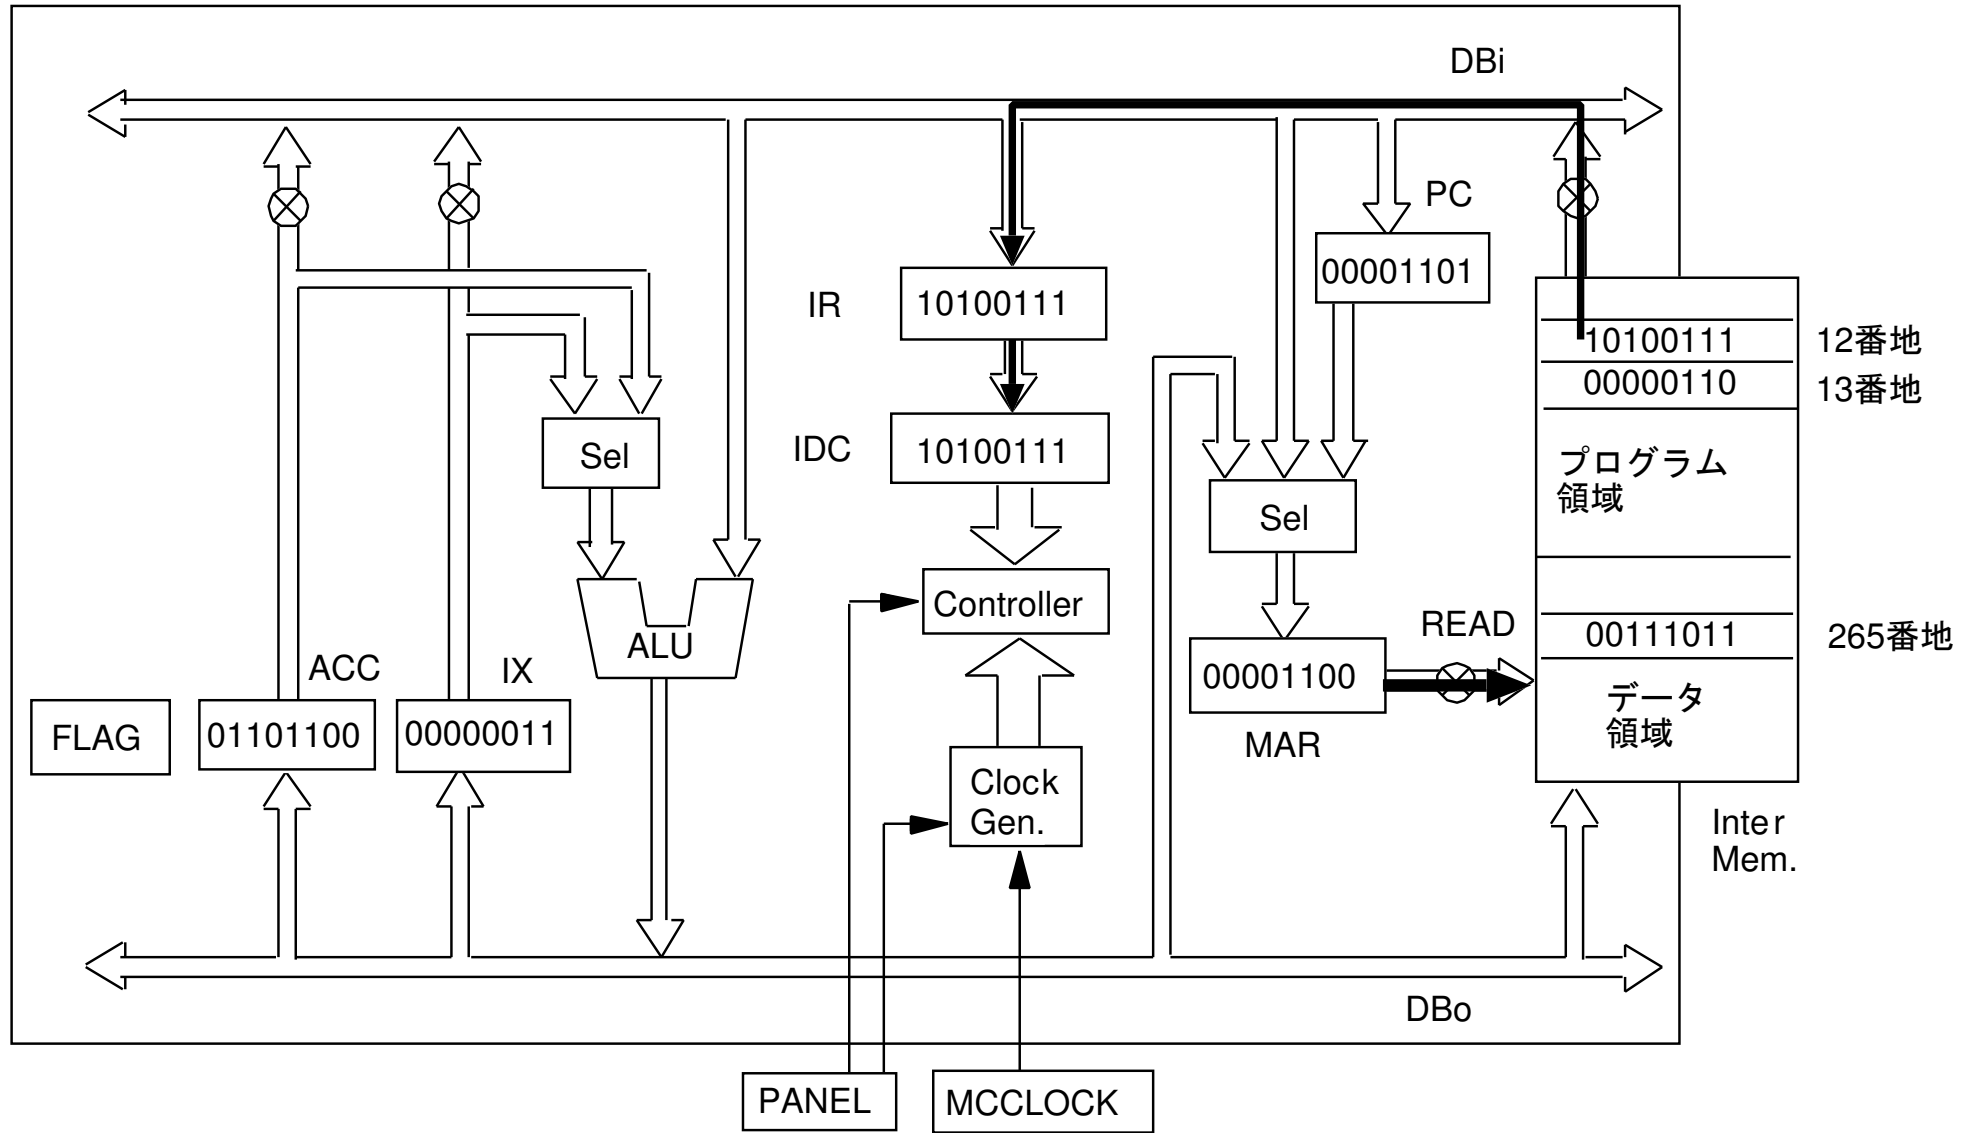 DBi
PC
00001101
IR
10100111
10100111
12番地
00000110
13番地
IDC
10100111
Sel
プログラム
領域
Sel
Controller
READ
00111011
265番地
ALU
ACC
IX
00001100
データ
領域
FLAG
01101100
00000011
MAR
Clock
Gen.
Inter
Mem.
DBo
PANEL
MCCLOCK